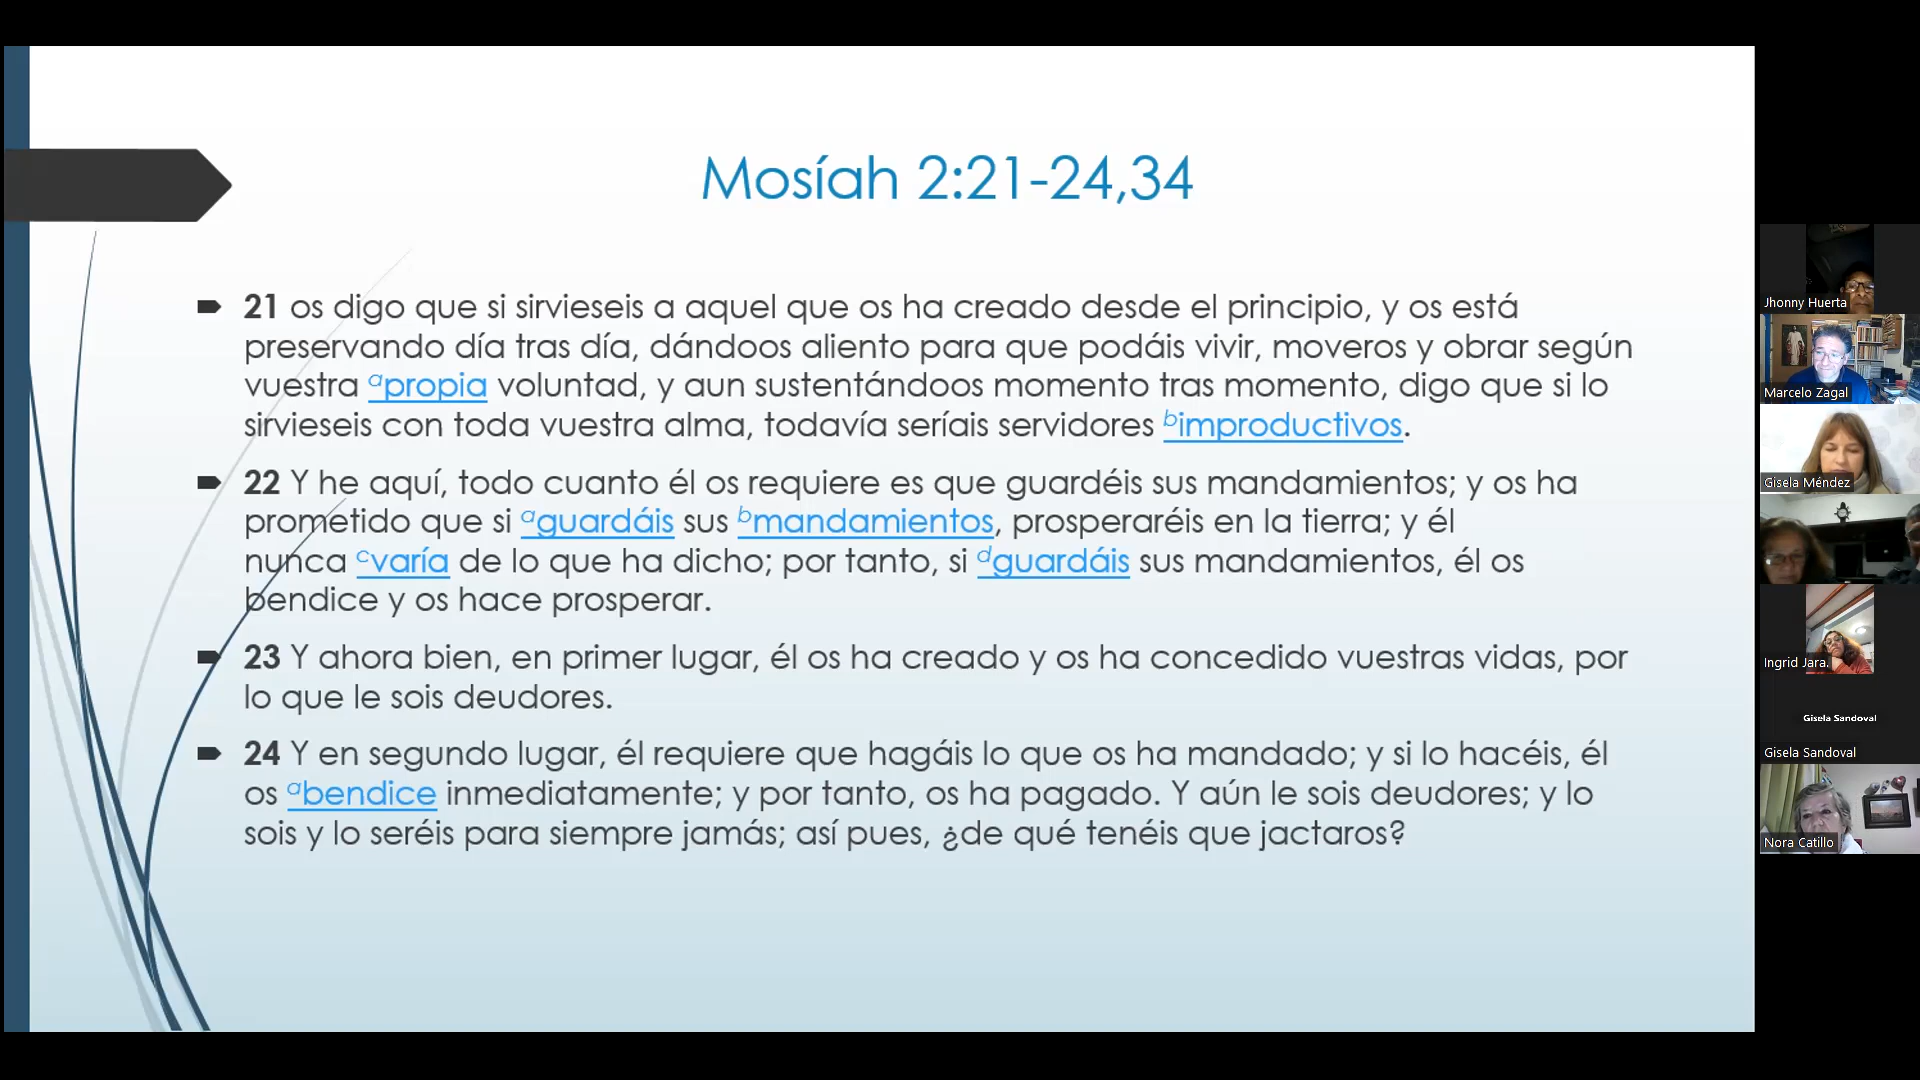 Mosíah 2:21-24,34
21 os digo que si sirvieseis a aquel que os ha creado desde el principio, y os está
preservando día tras día, dándoos aliento para que podáis vivir, moveros y obrar según
vuestra apropia voluntad, y aun sustentándoos momento tras momento, digo que si lo
sirvieseis con toda vuestra alma, todavía seríais servidores bimproductivos.
22 Y he aquí, todo cuanto él os requiere es que guardéis sus mandamientos; y os ha
prometido que si aguardáis sus bmandamientos, prosperaréis en la tierra; y él
nunca cvaría de lo que ha dicho; por tanto, si dguardáis sus mandamientos, él os
bendice y os hace prosperar.
23 Y ahora bien, en primer lugar, él os ha creado y os ha concedido vuestras vidas, por
lo que le sois deudores.
24 Y en segundo lugar, él requiere que hagáis lo que os ha mandado; y si lo hacéis, él
os abendice inmediatamente; y por tanto, os ha pagado. Y aún le sois deudores; y lo
sois y lo seréis para siempre jamás; así pues, ¿de qué tenéis que jactaros?
Jhonny Huerta
Marcelo Zagal
Gisela Méndez
Ingrid Jara.
Gisela Sandoval
Gisela Sandoval
Nora Catillo